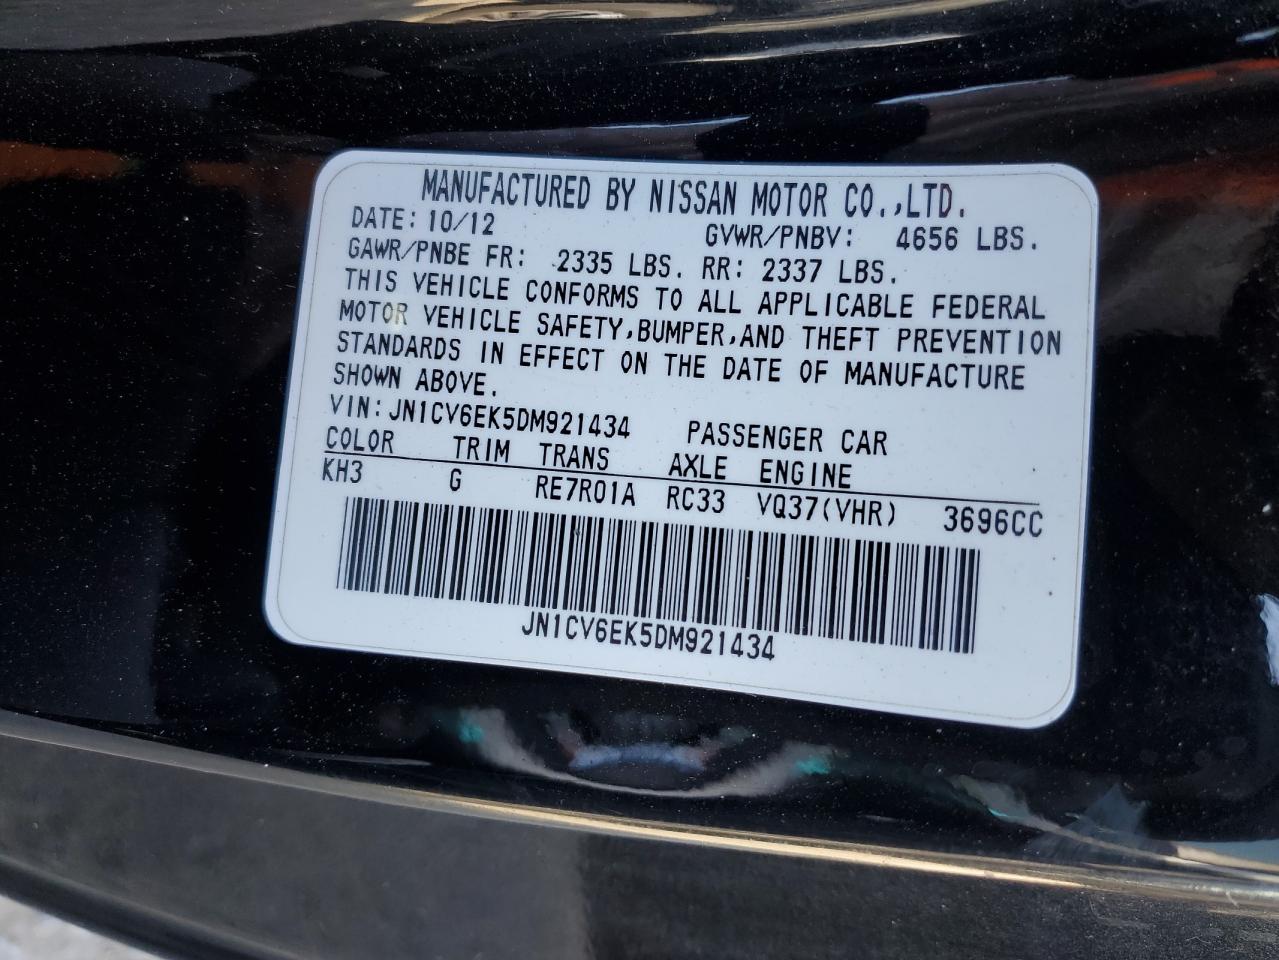 MANUFACTURED BY NISSAN MOTOR CO.,LTD.
DATE: 10/12 GVWR/PNBV: 4656 LBS.
GAWR/PNBE FR: 2335 LBS. RR: 2337 LBS.
THIS VEHICLE CONFORMS TO ALL APPLICABLE FEDERAL
MOTOR VEHICLE SAFETY,BUMPER,AND THEFT PREVENTION
STANDARDS IN EFFECT ON THE DATE OF MANUFACTURE
SHOWN ABOVE.
VIN: JN1CV6EK5DM921434 PASSENGER CAR
COLOR TRIM TRANS AXLE ENGINE
KH3 G RE7R01A RC33 VQ37(VHR) 3696CC
JN1CV6EK5DM921434